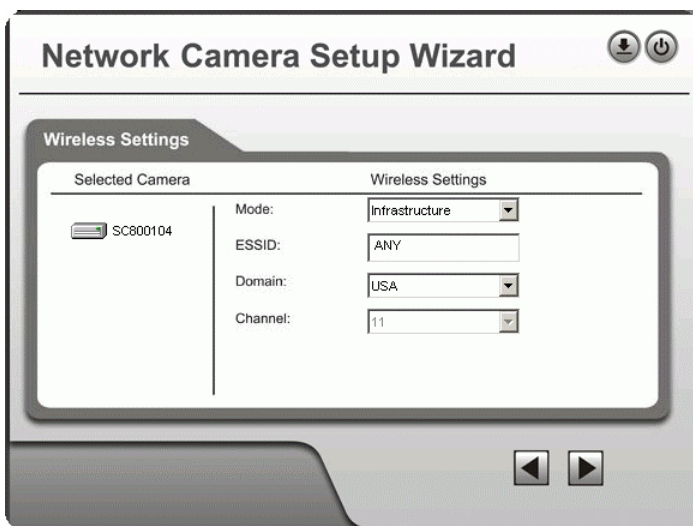 Network Camera Setup Wizard
Wireless Settings
Selected Camera
Wireless Settings
SC800104
Mode: Infrastructure
ESSID: ANY
Domain: USA
Channel: 11